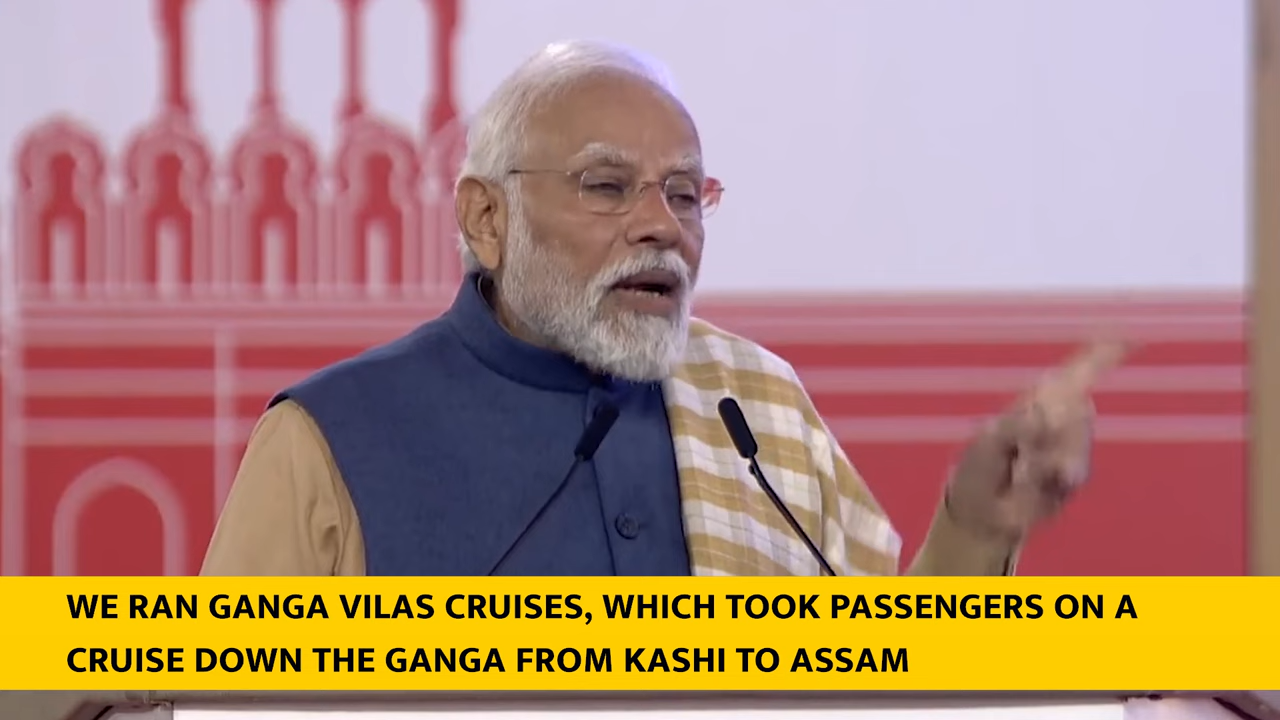 WE RAN GANGA VILAS CRUISES, WHICH TOOK PASSENGERS ON A
CRUISE DOWN THE GANGA FROM KASHI TO ASSAM